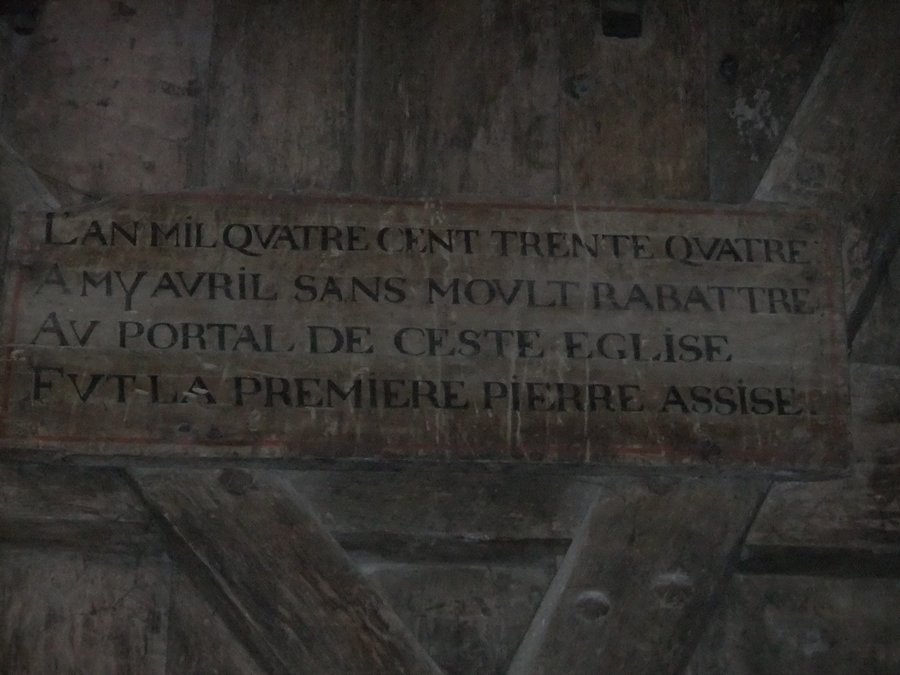 L'AN MIL QVATRE CENT TRENTE QVATRE
A MY AVRIL SANS MOVLT RABATTRE
AV PORTAL DE CESTE EGLISE
FVT LA PREMIERE PIERRE ASSISE.